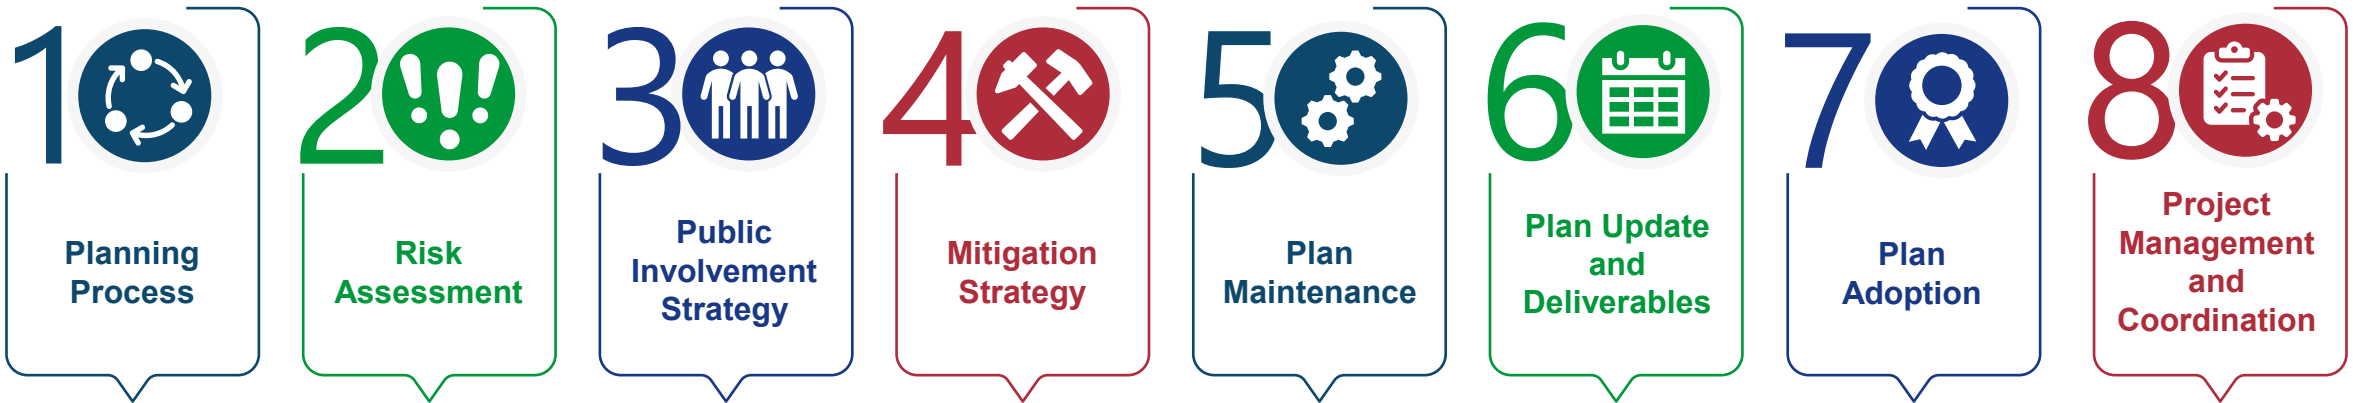 1
Planning
Process
2
Risk
Assessment
3
Public
Involvement
Strategy
4
Mitigation
Strategy
5
Plan
Maintenance
6
Plan Update
and
Deliverables
7
Plan
Adoption
8
Project
Management
and
Coordination